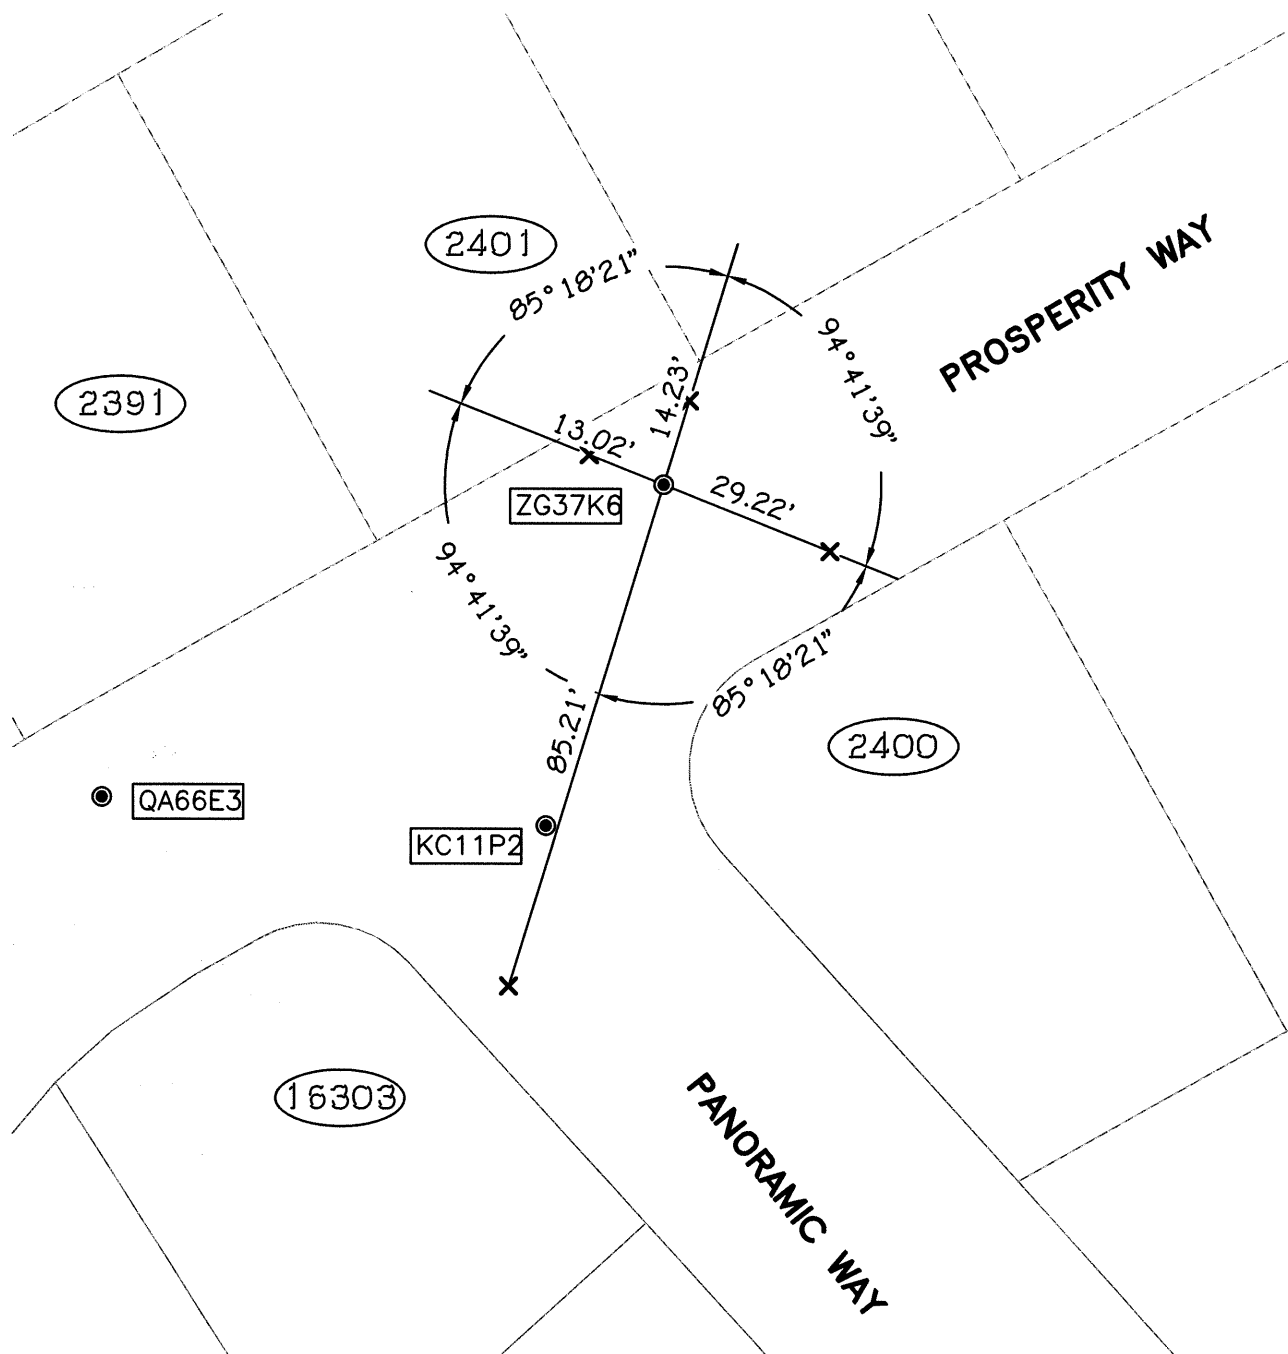 2401
85°18'21"
PROSPERITY WAY
94°41'39"
2391
14.23'
13.02'
ZG37K6
29.22'
94°41'39"
85°18'21"
85.21'
2400
QA66E3
KC11P2
16303
PANORAMIC WAY